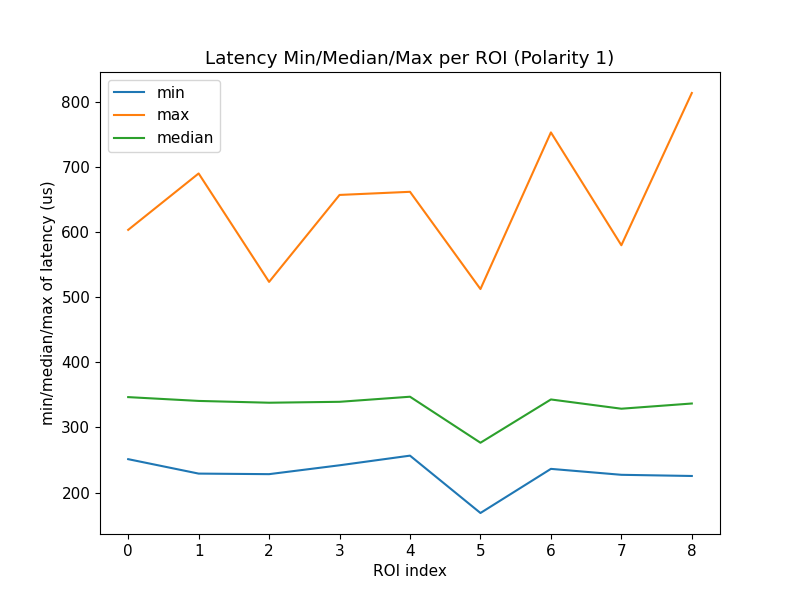 Latency Min/Median/Max per ROI (Polarity 1)
min
max
median
800
700
600
500
400
300
200
min/median/max of latency (us)
0 1 2 3 4 5 6 7 8
ROI index